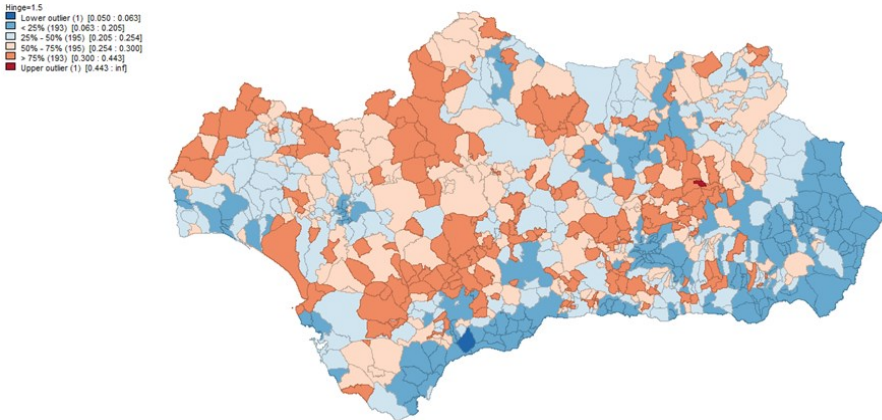 Hinge=1.5
Lower outlier (1) [0.050 : 0.063]
< 25% (193) [0.063 : 0.205]
25% - 50% (195) [0.205 : 0.254]
50% - 75% (195) [0.254 : 0.300]
> 75% (193) [0.300 : 0.443]
Upper outlier (1) [0.443 : inf]